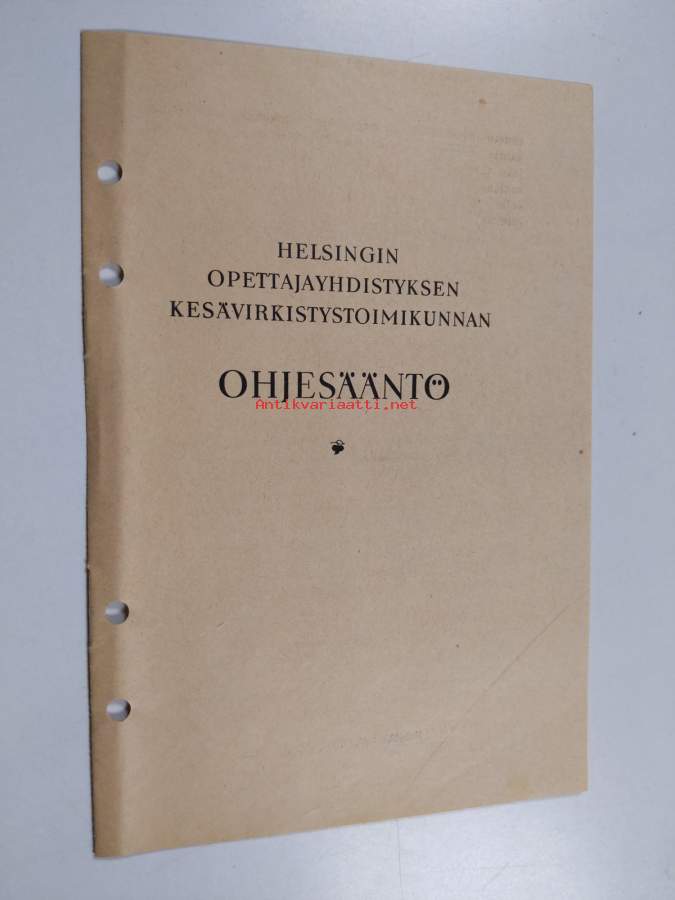 HELSINGIN
OPETTAJAYHDISTYKSEN
KESÄVIRKISTYSTOIMIKUNNAN
OHJESÄÄNTÖ
Antikvariaatti.net